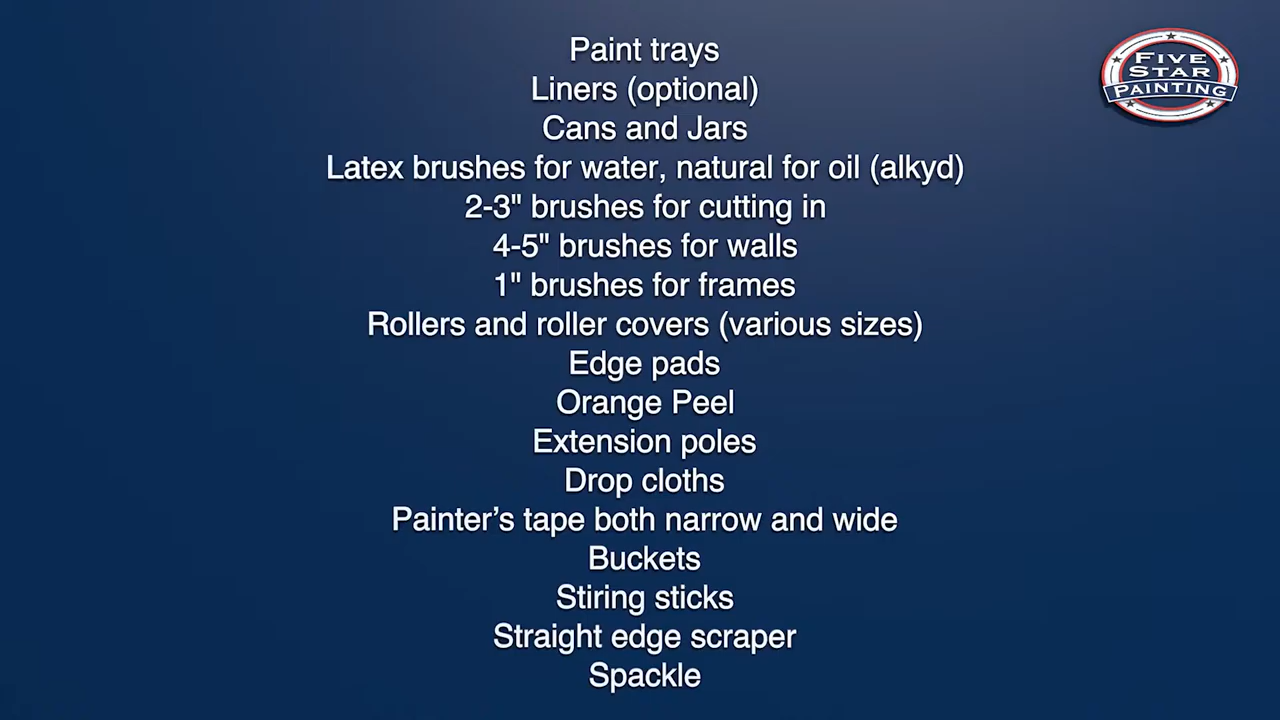 Paint trays
Liners (optional)
Cans and Jars
Latex brushes for water, natural for oil (alkyd)
2-3" brushes for cutting in
4-5" brushes for walls
1" brushes for frames
Rollers and roller covers (various sizes)
Edge pads
Orange Peel
Extension poles
Drop cloths
Painter’s tape both narrow and wide
Buckets
Stiring sticks
Straight edge scraper
Spackle
FIVE
STAR
PAINTING